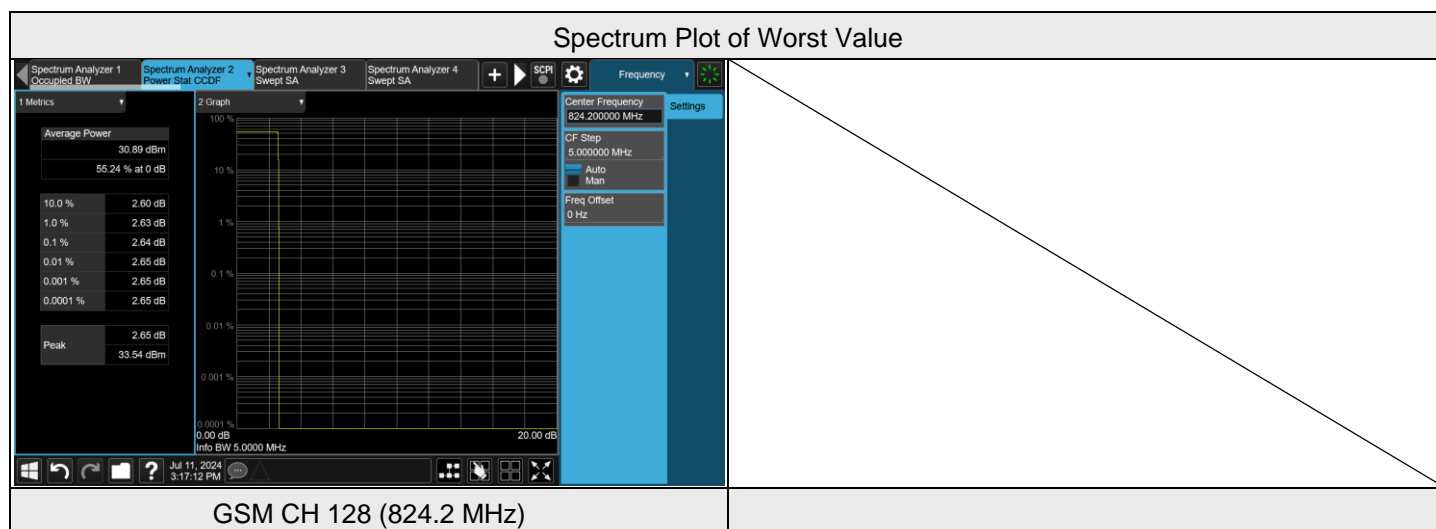 Spectrum Plot of Worst Value
Spectrum Analyzer 1
Occupied BW
Spectrum Analyzer 2
Power Stat CCDF
Spectrum Analyzer 3
Swept SA
Spectrum Analyzer 4
Swept SA
SCPI
Frequency
1 Metrics
Average Power
30.89 dBm
55.24 % at 0 dB
10.0 % 2.60 dB
1.0 % 2.63 dB
0.1 % 2.64 dB
0.01 % 2.65 dB
0.001 % 2.65 dB
0.0001 % 2.65 dB
Peak
2.65 dB
33.54 dBm
2 Graph
100 %
10 %
1 %
0.1 %
0.01 %
0.001 %
0.0001 %
0.00 dB 20.00 dB
Info BW 5.0000 MHz
Center Frequency
824.200000 MHz
Settings
CF Step
5.000000 MHz
Auto
Man
Freq Offset
0 Hz
Jul 11, 2024
3:17:12 PM
GSM CH 128 (824.2 MHz)